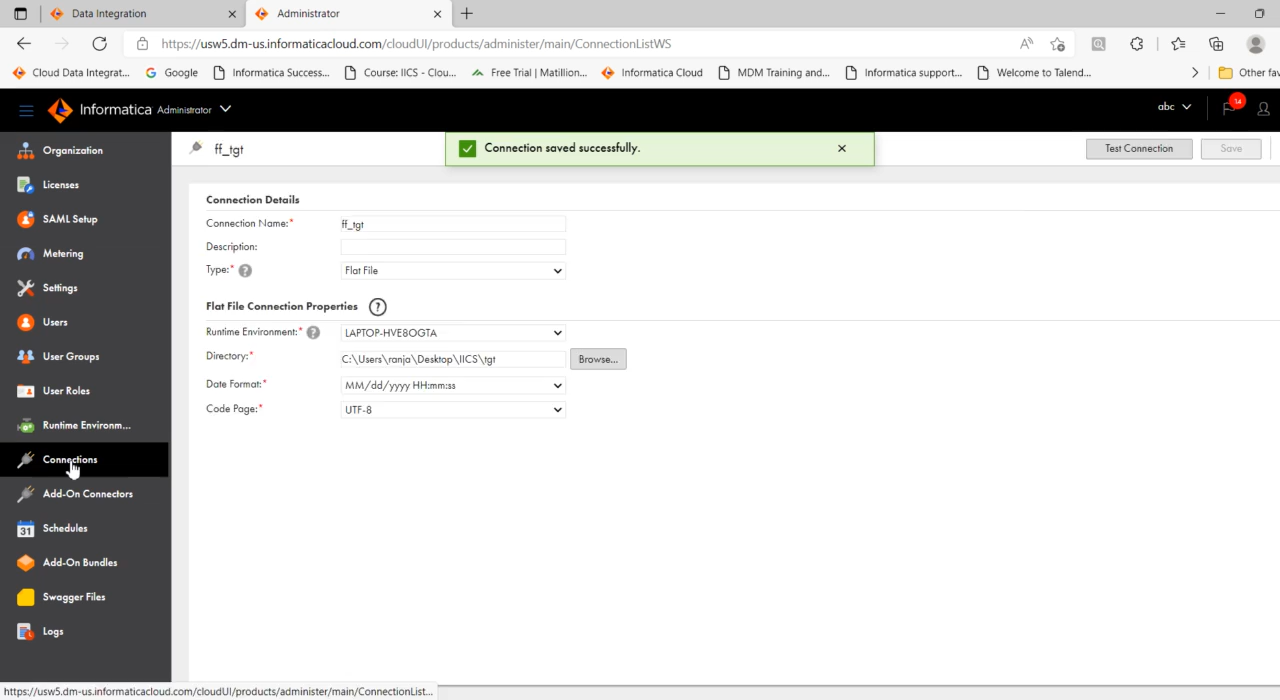 Data Integration
Administrator
https://usw5.dm-us.informaticacloud.com/cloudUI/products/administer/main/ConnectionListWS
Cloud Data Integrat...
Google
Informatica Success...
Course: IICS - Clou...
Free Trial | Matillion...
Informatica Cloud
MDM Training and...
Informatica support...
Welcome to Talend...
Other fav
Informatica Administrator
abc
14
Organization
Licenses
SAML Setup
Metering
Settings
Users
User Groups
User Roles
Runtime Environm...
Connections
Add-On Connectors
31 Schedules
Add-On Bundles
Swagger Files
Logs
ff_tgt
Connection saved successfully.
Test Connection
Save
Connection Details
Connection Name:* ff_tgt
Description:
Type:* ? Flat File
Flat File Connection Properties ?
Runtime Environment:* ? LAPTOP-HVE8OGTA
Directory:* C:\Users\ranja\Desktop\IICS\tgt Browse...
Date Format:* MM/dd/yyyy HH:mm:ss
Code Page:* UTF-8
https://usw5.dm-us.informaticacloud.com/cloudUI/products/administer/main/ConnectionList...